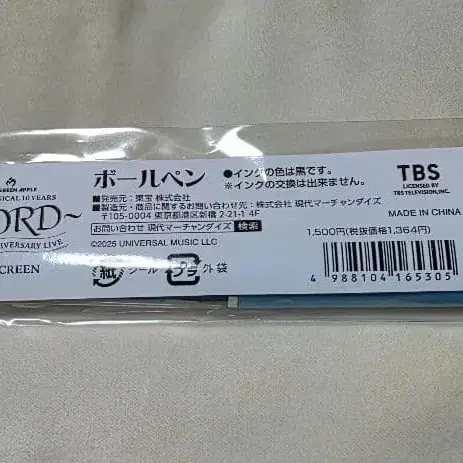 GREEN APPLE
SICAL 10 YEARS
ORD~
IVERSARY LIVE
CREEN
ボールペン
■発売元:東宝 株式会社
■製造元・商品に関するお問い合わせ先:株式会社 現代マーチャンダイズ
〒105-0004 東京都港区新橋 2-21-1 4F
お問い合わせ 現代マーチャンダイズ 検索
©2025 UNIVERSAL MUSIC LLC
紙 シール プラ 外袋
●インクの色は黒です。
※インクの交換は出来ません。
TBS
LICENSED BY
TBS TELEVISION, INC.
MADE IN CHINA
1,500円(税抜価格1,364円)
4 988104 165305